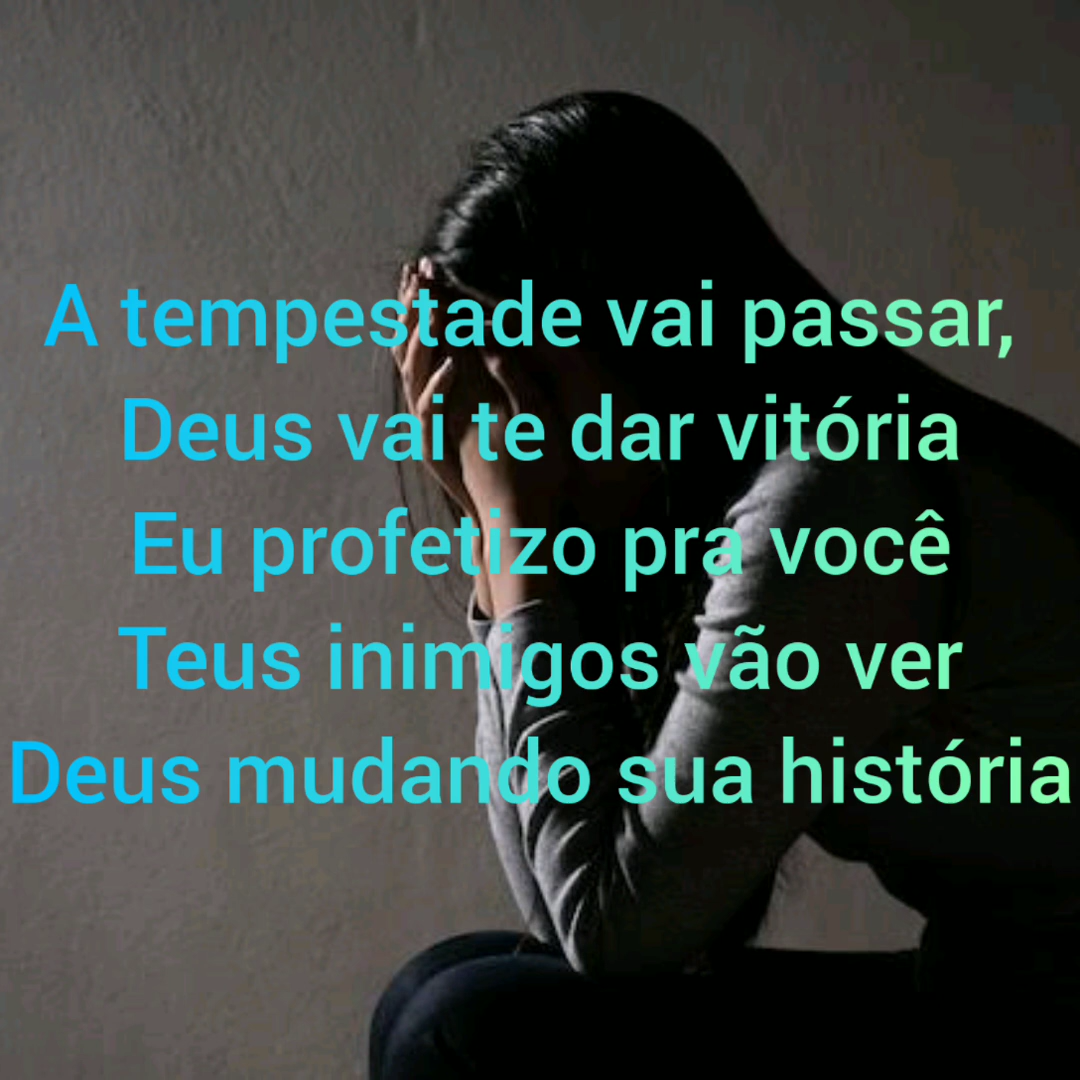 A tempestade vai passar,
Deus vai te dar vitória
Eu profetizo pra você
Teus inimigos vão ver
Deus mudando sua história